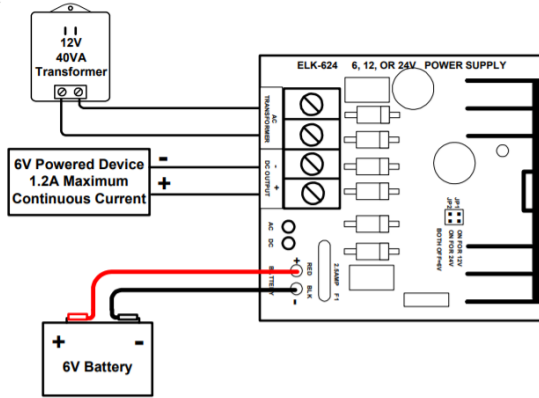 12V
40VA
Transformer
ELK-624 6, 12, OR 24V POWER SUPPLY
AC
TRANSFORMER
6V Powered Device
1.2A Maximum
Continuous Current
-
+
DC OUTPUT
-
+
JP1
JP2
ON FOR 12V
ON FOR 24V
BOTH OFF=6V
AC
DC
+
RED
BATTERY
BLK
-
2.5AMP
F1
+
-
6V Battery